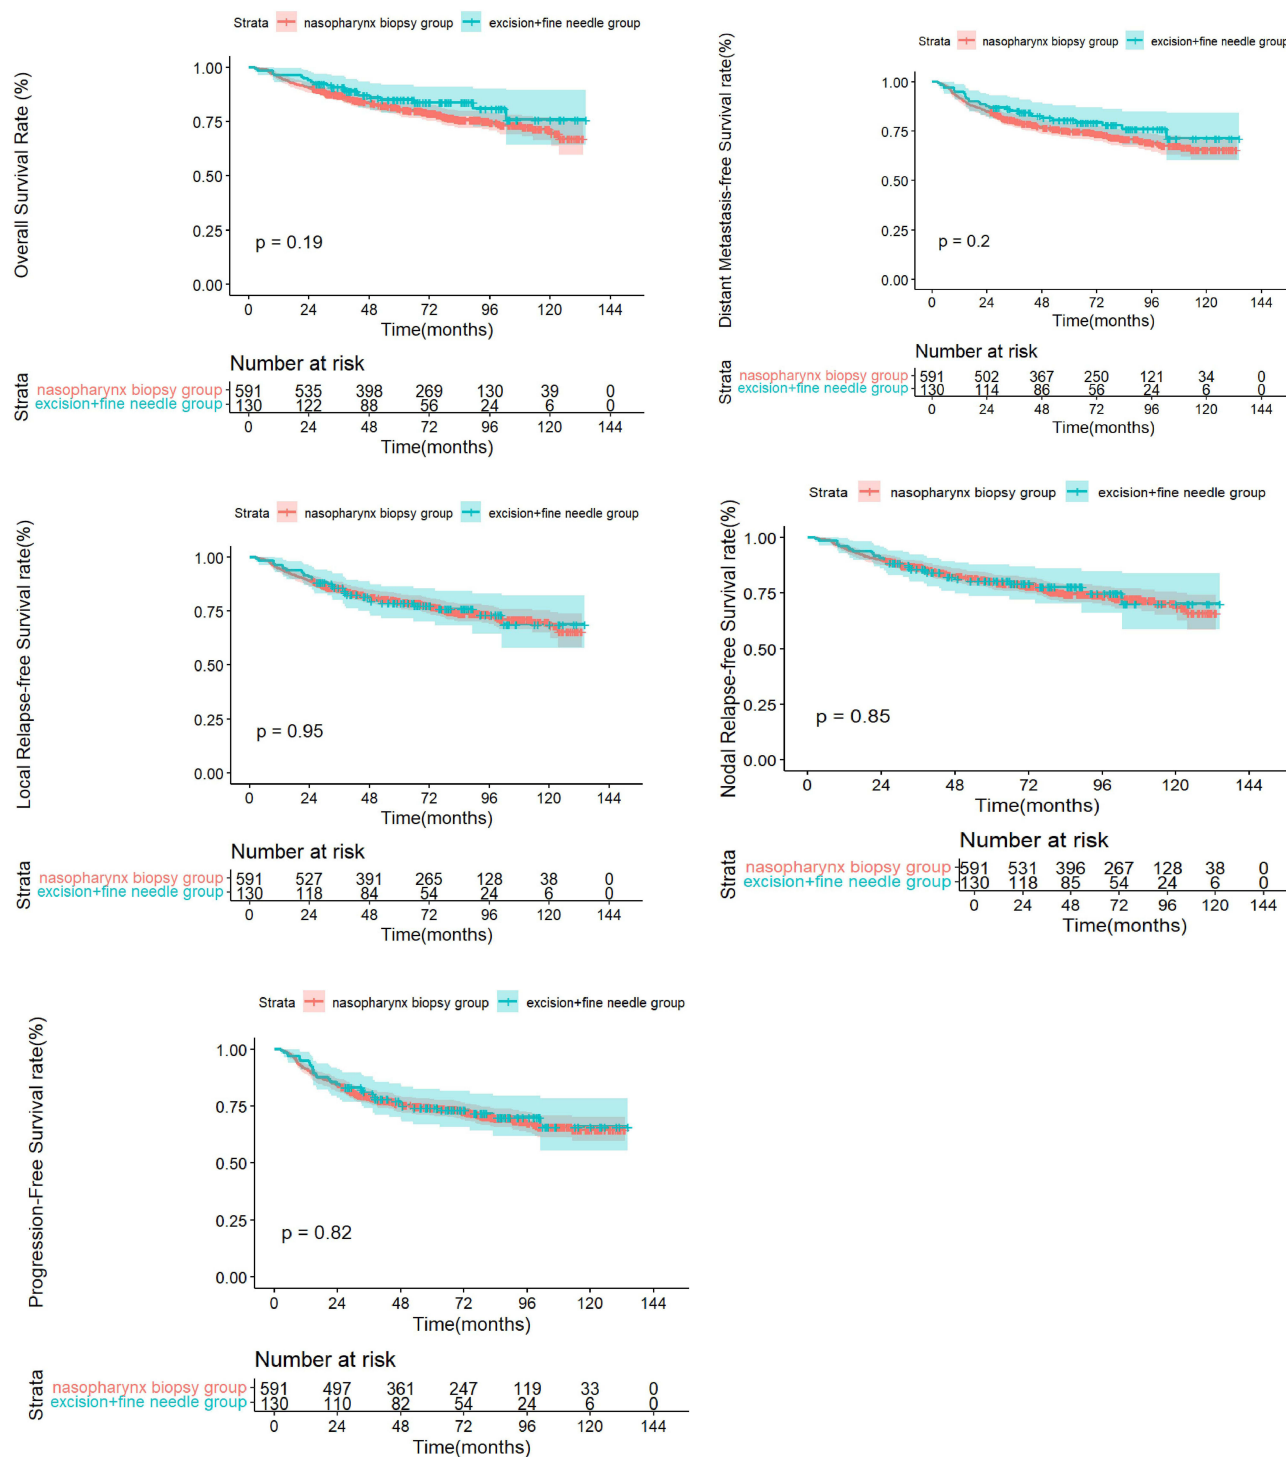 Strata nasopharynx biopsy group excision+fine needle group
Overall Survival Rate (%)
1.00
0.75
0.50
0.25
0.00
p = 0.19
0 24 48 72 96 120 144
Time(months)
Number at risk
Strata
nasopharynx biopsy group 591 535 398 269 130 39 0
excision+fine needle group 130 122 88 56 24 6 0
0 24 48 72 96 120 144
Time(months)
Strata nasopharynx biopsy group excision+fine needle group
Distant Metastasis-free Survival rate(%)
1.00
0.75
0.50
0.25
0.00
p = 0.2
0 24 48 72 96 120 144
Time(months)
Number at risk
Strata
nasopharynx biopsy group 591 502 367 250 121 34 0
excision+fine needle group 130 114 86 56 24 6 0
0 24 48 72 96 120 144
Time(months)
Strata nasopharynx biopsy group excision+fine needle group
Local Relapse-free Survival rate(%)
1.00
0.75
0.50
0.25
0.00
p = 0.95
0 24 48 72 96 120 144
Time(months)
Number at risk
Strata
nasopharynx biopsy group 591 527 391 265 128 38 0
excision+fine needle group 130 118 84 54 24 6 0
0 24 48 72 96 120 144
Time(months)
Strata nasopharynx biopsy group excision+fine needle group
Nodal Relapse-free Survival rate(%)
1.00
0.75
0.50
0.25
0.00
p = 0.85
0 24 48 72 96 120 144
Time(months)
Number at risk
Strata
nasopharynx biopsy group 591 531 396 267 128 38 0
excision+fine needle group 130 118 85 54 24 6 0
0 24 48 72 96 120 144
Time(months)
Strata nasopharynx biopsy group excision+fine needle group
Progression-Free Survival rate(%)
1.00
0.75
0.50
0.25
0.00
p = 0.82
0 24 48 72 96 120 144
Time(months)
Number at risk
Strata
nasopharynx biopsy group 591 497 361 247 119 33 0
excision+fine needle group 130 110 82 54 24 6 0
0 24 48 72 96 120 144
Time(months)